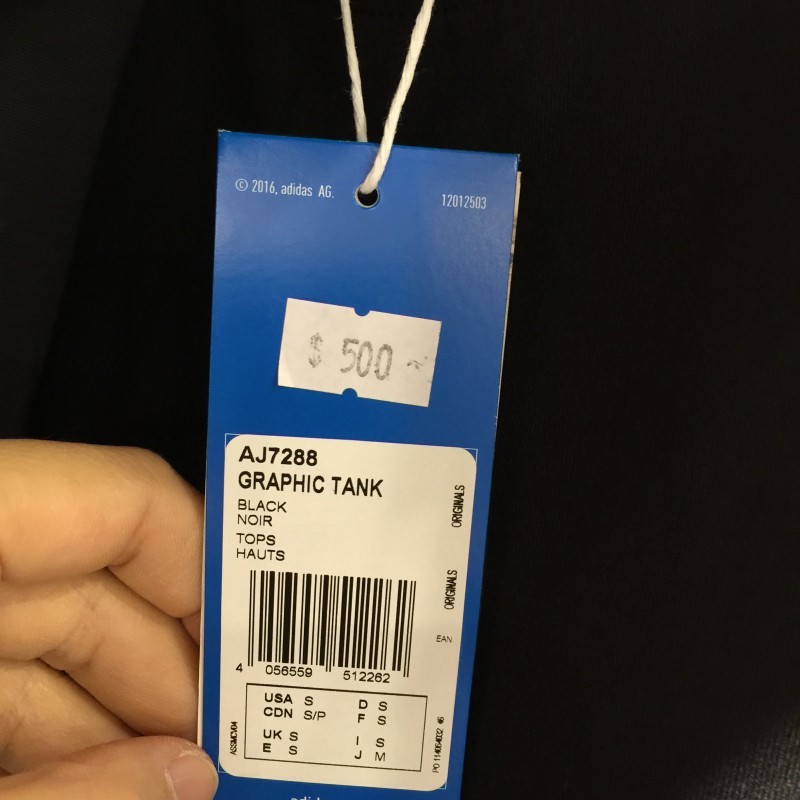 © 2016, adidas AG.
12012503
$ 500
AJ7288
GRAPHIC TANK
BLACK
NOIR
TOPS
HAUTS
ORIGINALS
ORIGINALS
EAN
4 056559 512262
USA S D S
CDN S/P F S
UK S I S
E S J M